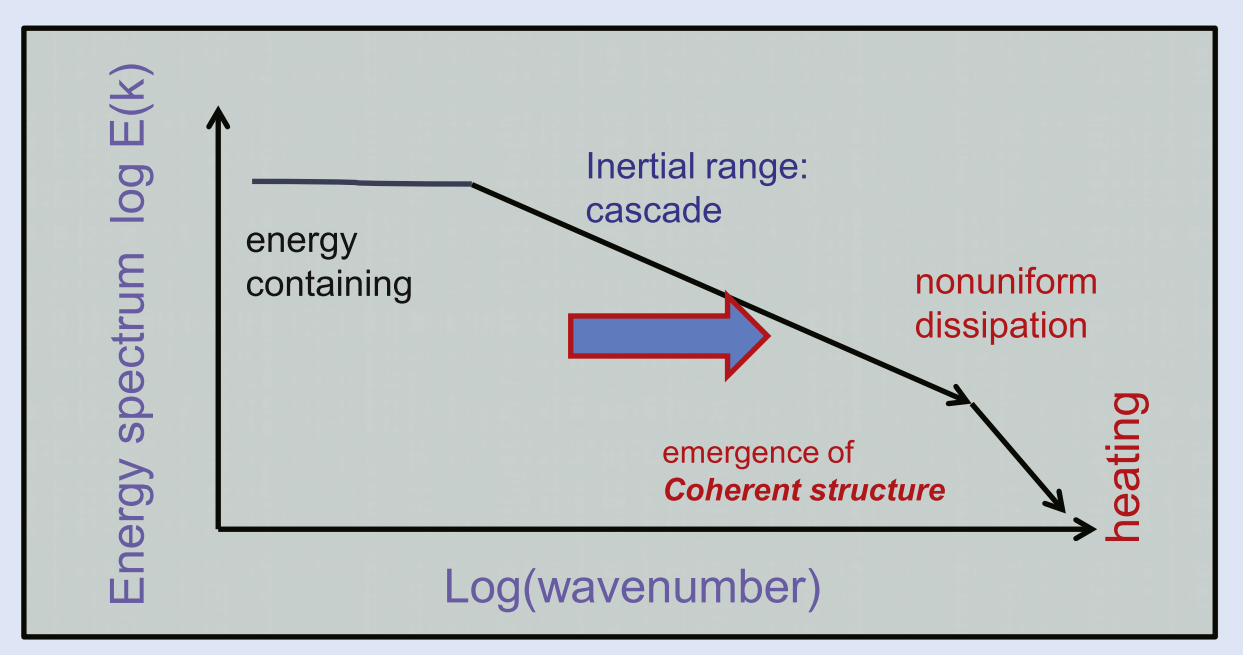 Energy spectrum log E(k)
Inertial range:
cascade
energy
containing
nonuniform
dissipation
emergence of
Coherent structure
heating
Log(wavenumber)